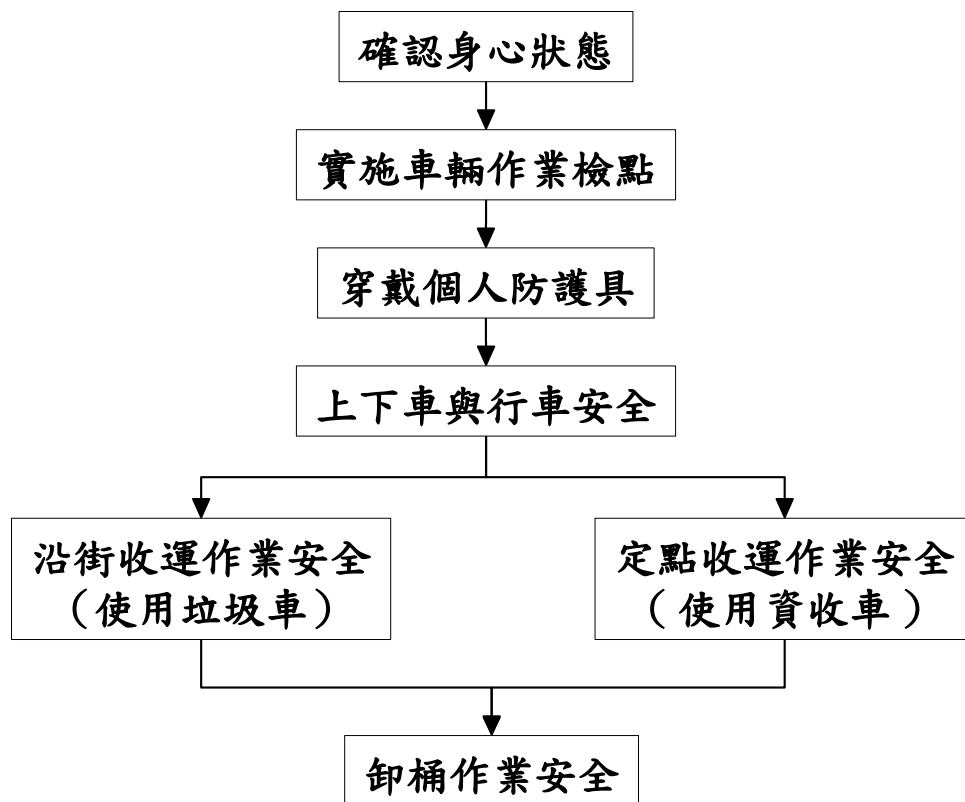 確認身心狀態
實施車輛作業檢點
穿戴個人防護具
上下車與行車安全
沿街收運作業安全
（使用垃圾車）
定點收運作業安全
（使用資收車）
卸桶作業安全